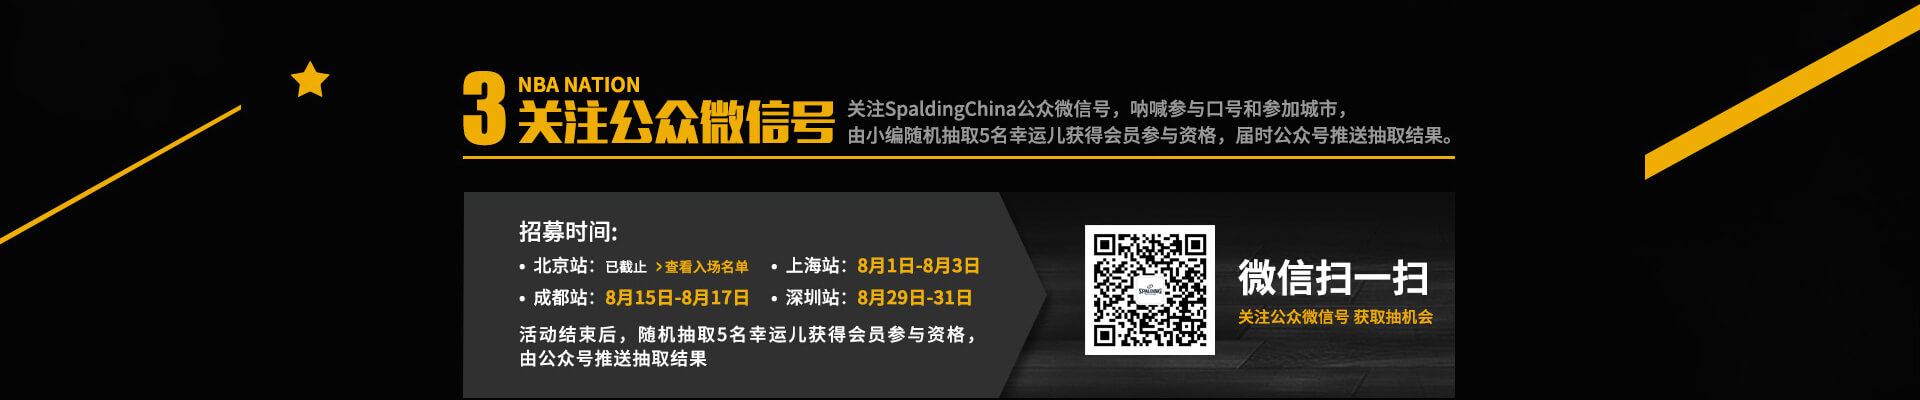 3
NBA NATION
关注公众微信号
关注SpaldingChina公众微信号，呐喊参与口号和参加城市，
由小编随机抽取5名幸运儿获得会员参与资格，届时公众号推送抽取结果。
招募时间:
• 北京站：已截止 >查看入场名单
• 上海站：8月1日-8月3日
• 成都站：8月15日-8月17日
• 深圳站：8月29日-31日
活动结束后，随机抽取5名幸运儿获得会员参与资格，
由公众号推送抽取结果
SPALDING
微信扫一扫
关注公众微信号 获取抽机会